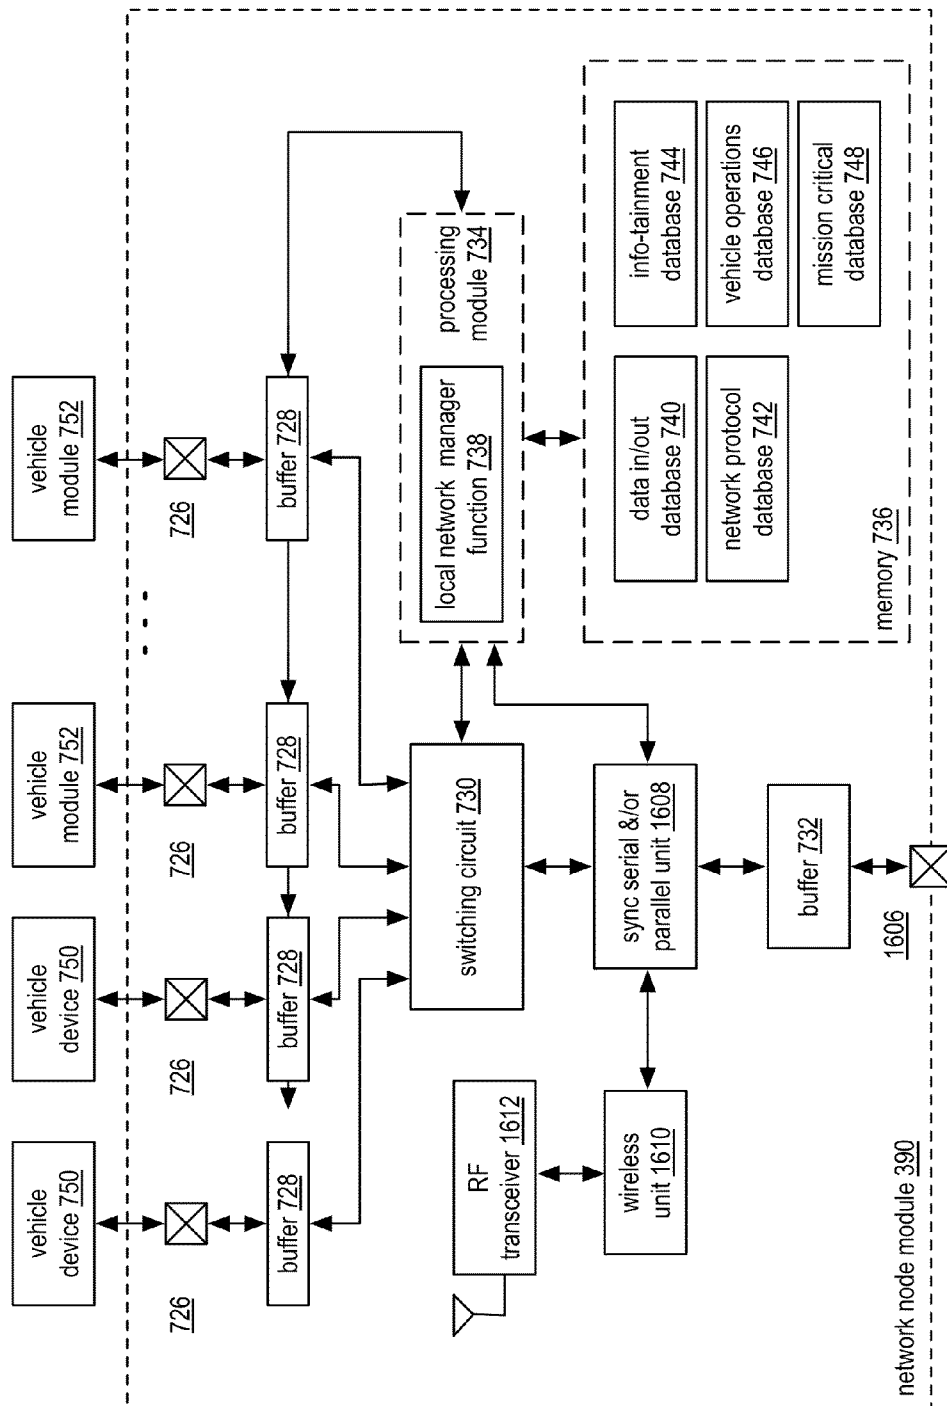 vehicle
device 750
vehicle
device 750
vehicle
module 752
vehicle
module 752
. . .
726
726
726
726
buffer 728
buffer 728
buffer 728
buffer 728
RF
transceiver 1612
switching circuit 730
local network manager
function 738
processing
module 734
wireless
unit 1610
sync serial &/or
parallel unit 1608
data in/out
database 740
info-tainment
database 744
network protocol
database 742
vehicle operations
database 746
mission critical
database 748
buffer 732
memory 736
1606
network node module 390